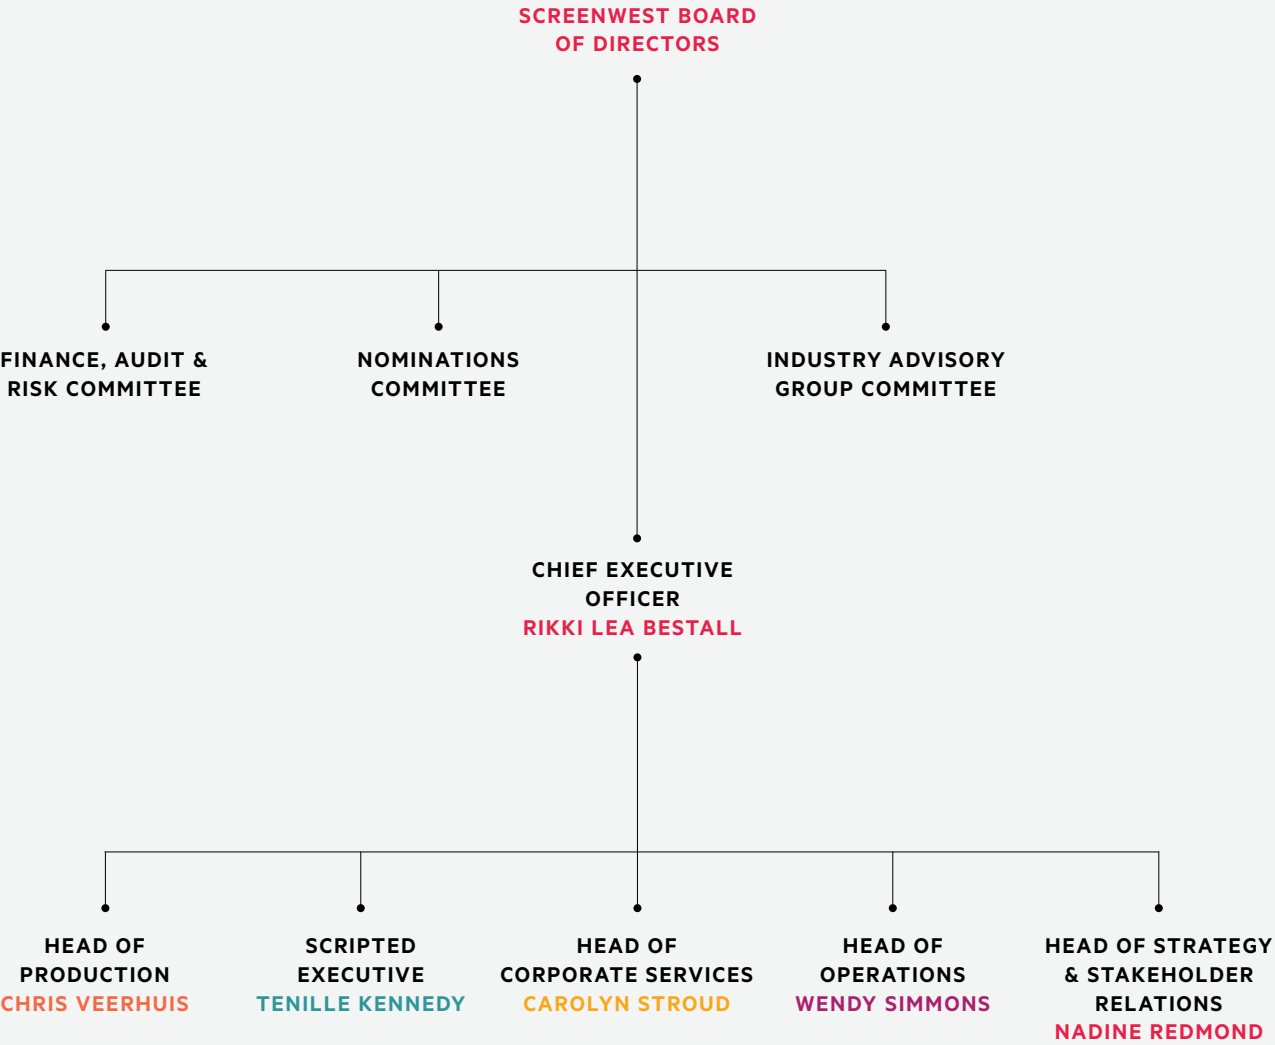 SCREENWEST BOARD
OF DIRECTORS
FINANCE, AUDIT &
RISK COMMITTEE
NOMINATIONS
COMMITTEE
INDUSTRY ADVISORY
GROUP COMMITTEE
CHIEF EXECUTIVE
OFFICER
RIKKI LEA BESTALL
HEAD OF
PRODUCTION
CHRIS VEERHUIS
SCRIPTED
EXECUTIVE
TENILLE KENNEDY
HEAD OF
CORPORATE SERVICES
CAROLYN STROUD
HEAD OF
OPERATIONS
WENDY SIMMONS
HEAD OF STRATEGY
& STAKEHOLDER
RELATIONS
NADINE REDMOND